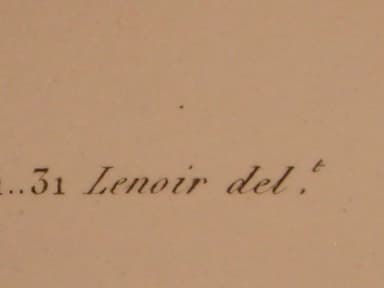 ..31 Lenoir del.t